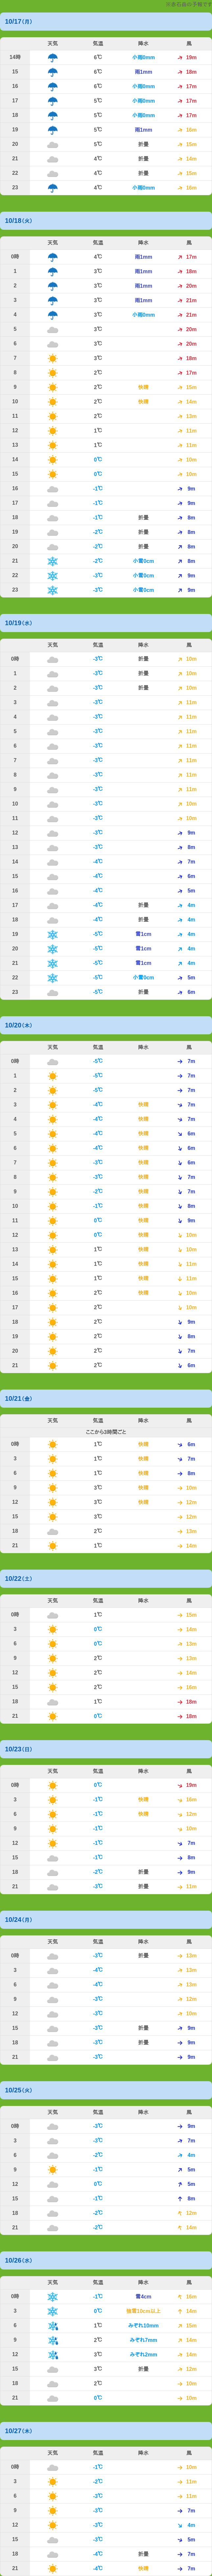 10/17(月)
天気 気温 降水 風
14時 6℃ 小雨0mm 19m
15 6℃ 雨1mm 18m
16 6℃ 小雨0mm 17m
17 5℃ 小雨0mm 17m
18 5℃ 小雨0mm 17m
19 5℃ 雨1mm 16m
20 5℃ 折曇 15m
21 4℃ 折曇 14m
22 4℃ 折曇 15m
23 4℃ 小雨0mm 16m
10/18(火)
天気 気温 降水 風
0時 4℃ 雨1mm 17m
1 3℃ 雨1mm 18m
2 3℃ 雨1mm 20m
3 3℃ 雨1mm 21m
4 3℃ 小雨0mm 21m
5 3℃ 20m
6 3℃ 20m
7 3℃ 18m
8 2℃ 17m
9 2℃ 快晴 15m
10 2℃ 快晴 14m
11 2℃ 13m
12 1℃ 11m
13 1℃ 11m
14 0℃ 10m
15 0℃ 10m
16 -1℃ 9m
17 -1℃ 9m
18 -1℃ 折曇 8m
19 -2℃ 折曇 8m
20 -2℃ 折曇 8m
21 -2℃ 小雪0cm 8m
22 -3℃ 小雪0cm 9m
23 -3℃ 小雪0cm 9m
10/19(水)
天気 気温 降水 風
0時 -3℃ 折曇 10m
1 -3℃ 折曇 10m
2 -3℃ 折曇 10m
3 -3℃ 11m
4 -3℃ 11m
5 -3℃ 11m
6 -3℃ 11m
7 -3℃ 11m
8 -3℃ 11m
9 -3℃ 11m
10 -3℃ 10m
11 -3℃ 10m
12 -3℃ 9m
13 -3℃ 8m
14 -4℃ 7m
15 -4℃ 6m
16 -4℃ 5m
17 -4℃ 折曇 4m
18 -4℃ 折曇 4m
19 -5℃ 雪1cm 4m
20 -5℃ 雪1cm 4m
21 -5℃ 雪1cm 4m
22 -5℃ 小雪0cm 5m
23 -5℃ 折曇 6m
10/20(木)
天気 気温 降水 風
0時 -5℃ 7m
1 -5℃ 7m
2 -5℃ 7m
3 -4℃ 快晴 7m
4 -4℃ 快晴 7m
5 -4℃ 快晴 6m
6 -4℃ 快晴 6m
7 -3℃ 快晴 6m
8 -3℃ 快晴 7m
9 -2℃ 快晴 7m
10 -1℃ 快晴 8m
11 0℃ 快晴 9m
12 0℃ 快晴 10m
13 1℃ 快晴 10m
14 1℃ 快晴 11m
15 1℃ 快晴 11m
16 2℃ 快晴 10m
17 2℃ 10m
18 2℃ 9m
19 2℃ 8m
20 2℃ 7m
21 2℃ 6m
10/21(金)
天気 気温 降水 風
ここから3時間ごと
0時 1℃ 快晴 6m
3 1℃ 快晴 7m
6 1℃ 快晴 8m
9 3℃ 快晴 10m
12 3℃ 快晴 12m
15 3℃ 12m
18 2℃ 13m
21 1℃ 14m
10/22(土)
天気 気温 降水 風
0時 1℃ 15m
3 0℃ 14m
6 0℃ 13m
9 2℃ 13m
12 2℃ 14m
15 2℃ 16m
18 1℃ 18m
21 0℃ 18m
10/23(日)
天気 気温 降水 風
0時 0℃ 19m
3 -1℃ 快晴 16m
6 -1℃ 快晴 12m
9 -1℃ 10m
12 -1℃ 7m
15 -1℃ 8m
18 -2℃ 折曇 9m
21 -3℃ 折曇 11m
10/24(月)
天気 気温 降水 風
0時 -3℃ 折曇 13m
3 -4℃ 13m
6 -4℃ 13m
9 -3℃ 12m
12 -3℃ 10m
15 -3℃ 折曇 9m
18 -3℃ 折曇 9m
21 -3℃ 9m
10/25(火)
天気 気温 降水 風
0時 -3℃ 9m
3 -3℃ 7m
6 -2℃ 4m
9 -1℃ 5m
12 0℃ 5m
15 -1℃ 8m
18 -2℃ 12m
21 -2℃ 14m
10/26(水)
天気 気温 降水 風
0時 -1℃ 雪4cm 16m
3 0℃ 強雪10cm以上 14m
6 1℃ みぞれ10mm 15m
9 2℃ みぞれ7mm 14m
12 3℃ みぞれ2mm 14m
15 3℃ 折曇 12m
18 2℃ 10m
21 0℃ 10m
10/27(木)
天気 気温 降水 風
0時 -1℃ 10m
3 -2℃ 11m
6 -3℃ 11m
9 -3℃ 7m
12 -3℃ 4m
15 -3℃ 5m
18 -4℃ 折曇 7m
21 -4℃ 快晴 7m